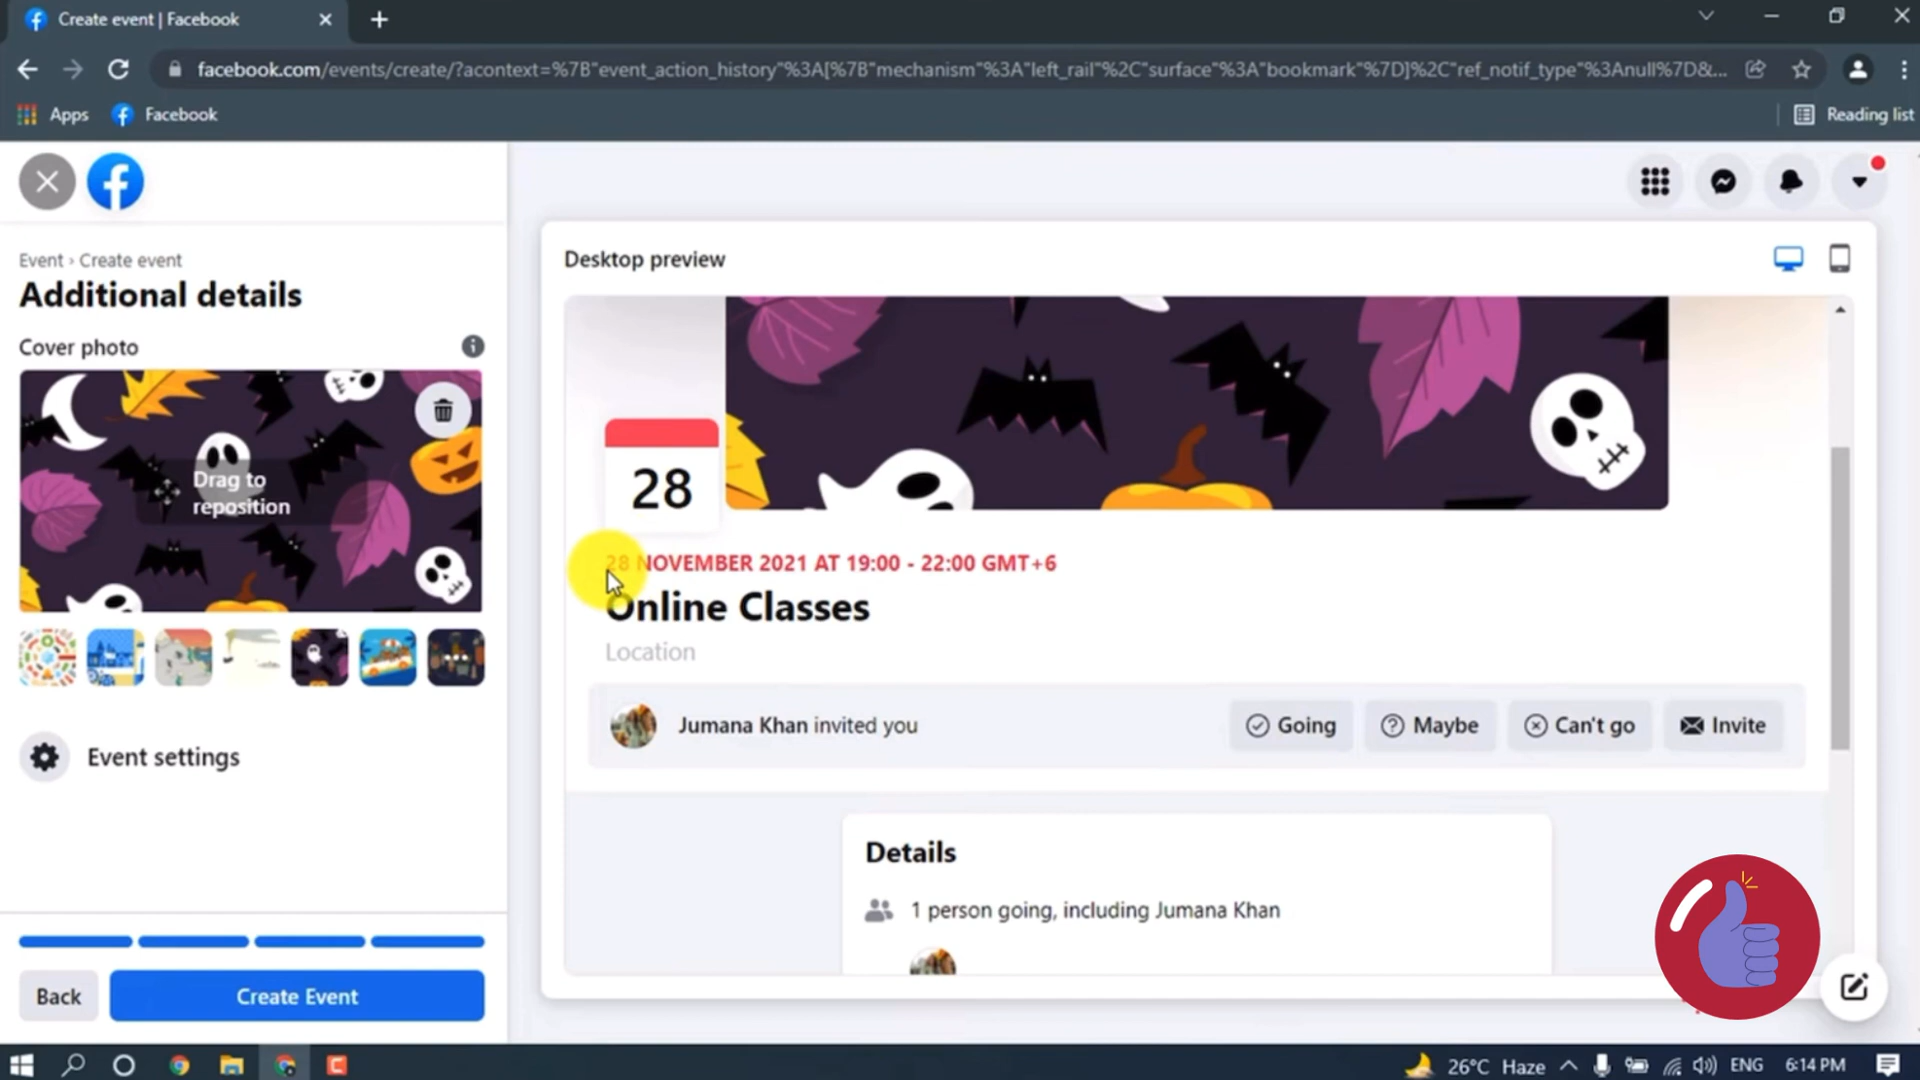 Create event | Facebook
facebook.com/events/create/?acontext=%7B"event_action_history"%3A[%7B"mechanism"%3A"left_rail"%2C"surface"%3A"bookmark"%7D]%2C"ref_notif_type"%3Anull%7D&...
Apps Facebook
Reading list
Event › Create event
Additional details
Cover photo
Drag to
reposition
Event settings
Back
Create Event
Desktop preview
28
28 NOVEMBER 2021 AT 19:00 - 22:00 GMT+6
Online Classes
Location
Jumana Khan invited you
Going
Maybe
Can't go
Invite
Details
1 person going, including Jumana Khan
26°C Haze
ENG
6:14 PM